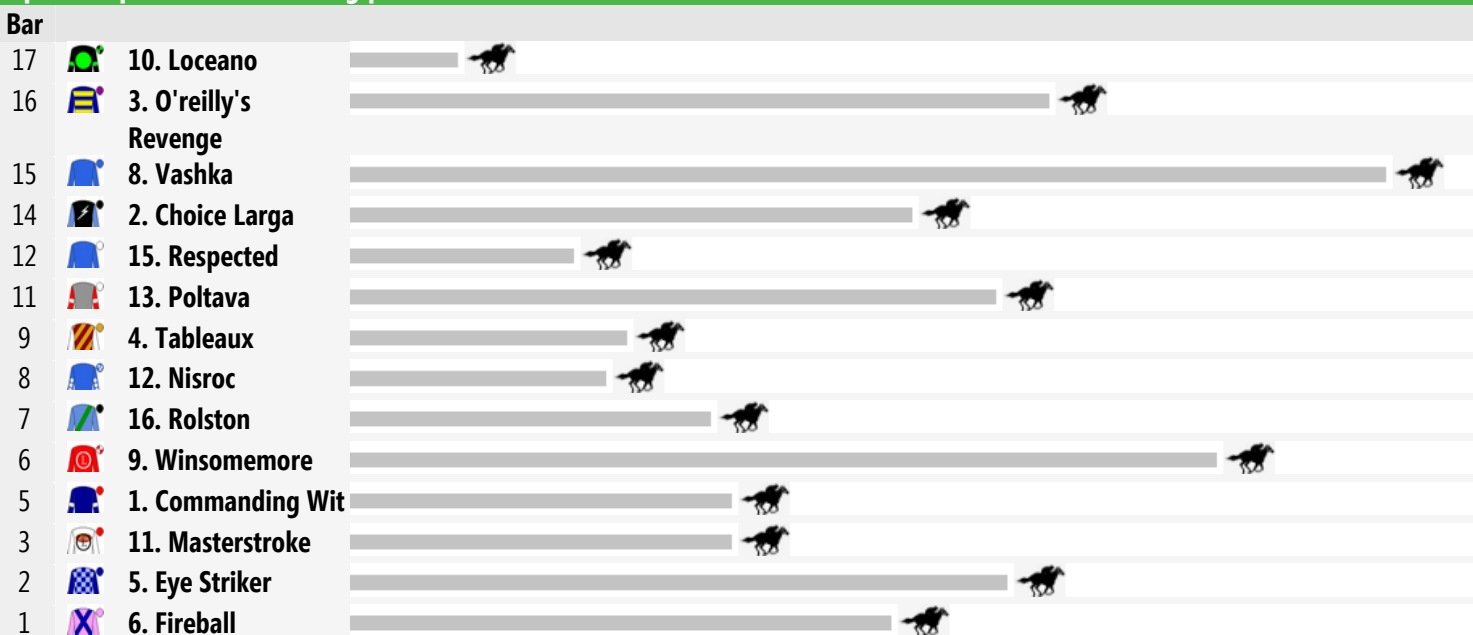 Bar
17 10. Loceano
16 3. O'reilly's
Revenge
15 8. Vashka
14 2. Choice Larga
12 15. Respected
11 13. Poltava
9 4. Tableaux
8 12. Nisroc
7 16. Rolston
6 9. Winsomemore
5 1. Commanding Wit
3 11. Masterstroke
2 5. Eye Striker
1 6. Fireball